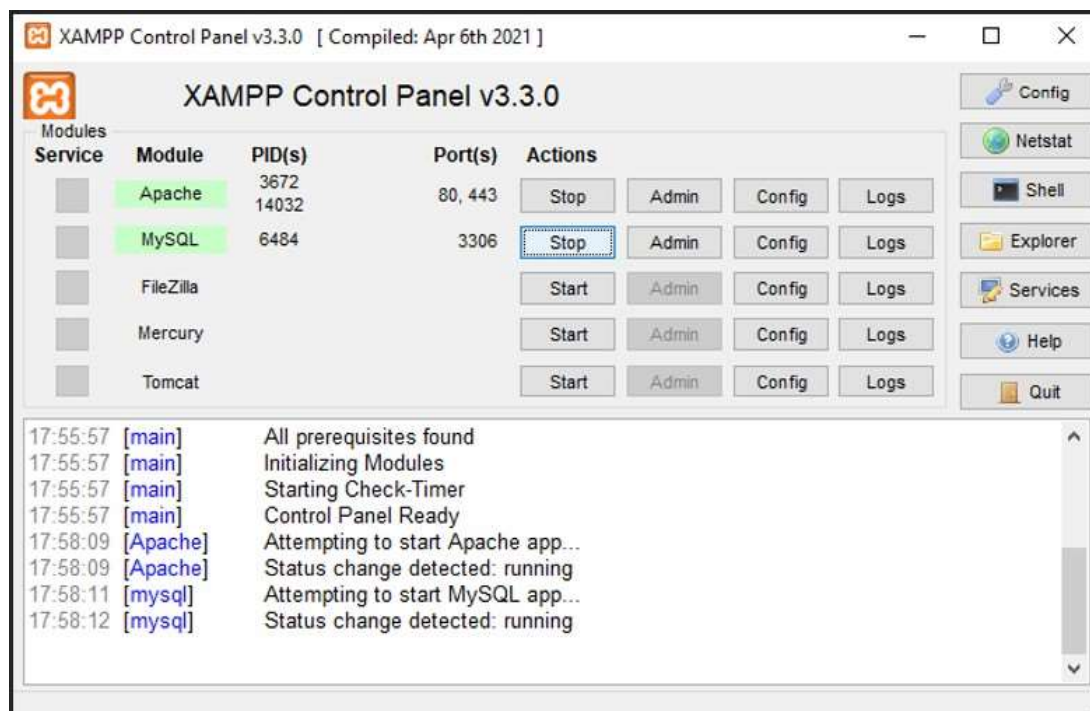 XAMPP Control Panel v3.3.0 [ Compiled: Apr 6th 2021 ]
XAMPP Control Panel v3.3.0
Config
Modules
Service Module PID(s) Port(s) Actions
Netstat
Apache 3672 14032 80, 443 Stop Admin Config Logs
Shell
MySQL 6484 3306 Stop Admin Config Logs
Explorer
FileZilla Start Admin Config Logs
Services
Mercury Start Admin Config Logs
Help
Tomcat Start Admin Config Logs
Quit
17:55:57 [main] All prerequisites found
17:55:57 [main] Initializing Modules
17:55:57 [main] Starting Check-Timer
17:55:57 [main] Control Panel Ready
17:58:09 [Apache] Attempting to start Apache app...
17:58:09 [Apache] Status change detected: running
17:58:11 [mysql] Attempting to start MySQL app...
17:58:12 [mysql] Status change detected: running